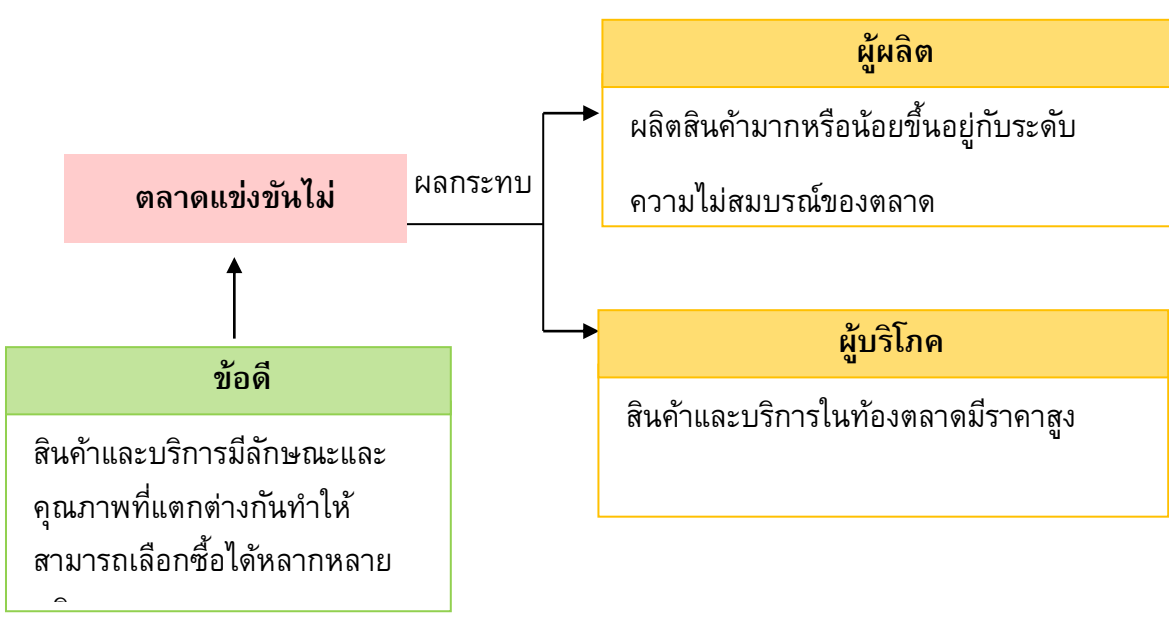 ผู้ผลิต
ผลิตสินค้ามากหรือน้อยขึ้นอยู่กับระดับ
ความไม่สมบรณ์ของตลาด
ตลาดแข่งขันไม่
ผลกระทบ
ผู้บริโภค
สินค้าและบริการในท้องตลาดมีราคาสูง
ข้อดี
สินค้าและบริการมีลักษณะและ
คุณภาพที่แตกต่างกันทำให้
สามารถเลือกซื้อได้หลากหลาย